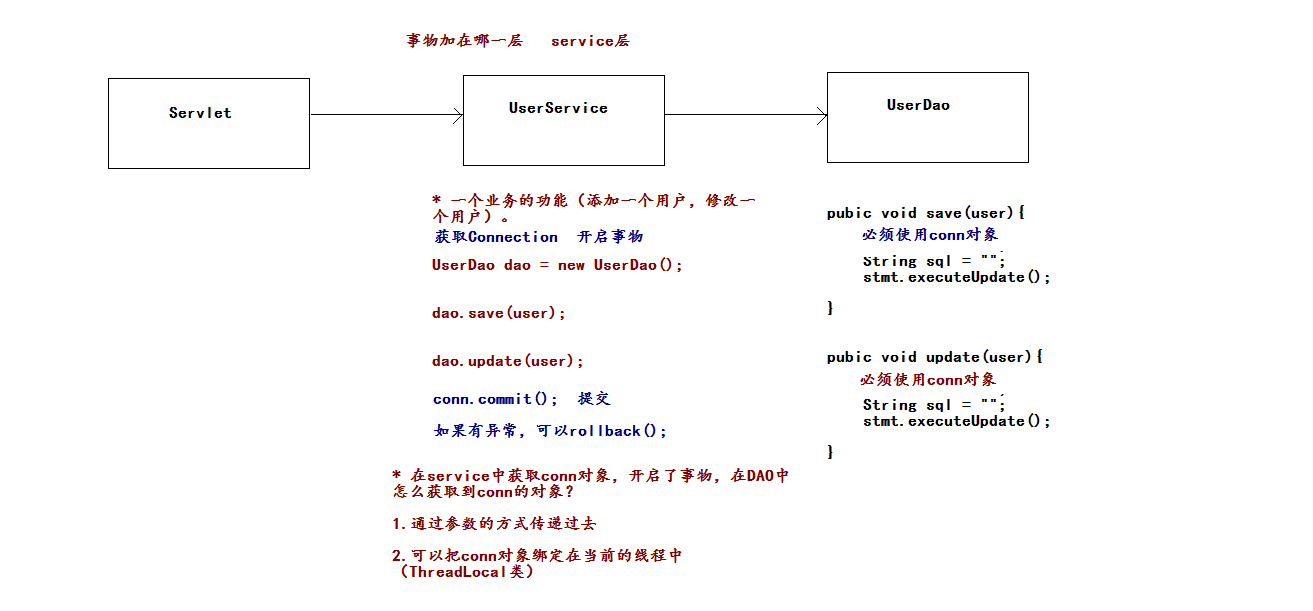 事物加在哪一层 service层
Servlet
UserService
UserDao
* 一个业务的功能（添加一个用户，修改一
个用户）。
获取Connection 开启事物
UserDao dao = new UserDao();
dao.save(user);
dao.update(user);
conn.commit(); 提交
如果有异常，可以rollback();
* 在service中获取conn对象，开启了事物，在DAO中
怎么获取到conn的对象？
1.通过参数的方式传递过去
2.可以把conn对象绑定在当前的线程中
（ThreadLocal类）
pubic void save(user){
必须使用conn对象
String sql = "";
stmt.executeUpdate();
}
pubic void update(user){
必须使用conn对象
String sql = "";
stmt.executeUpdate();
}